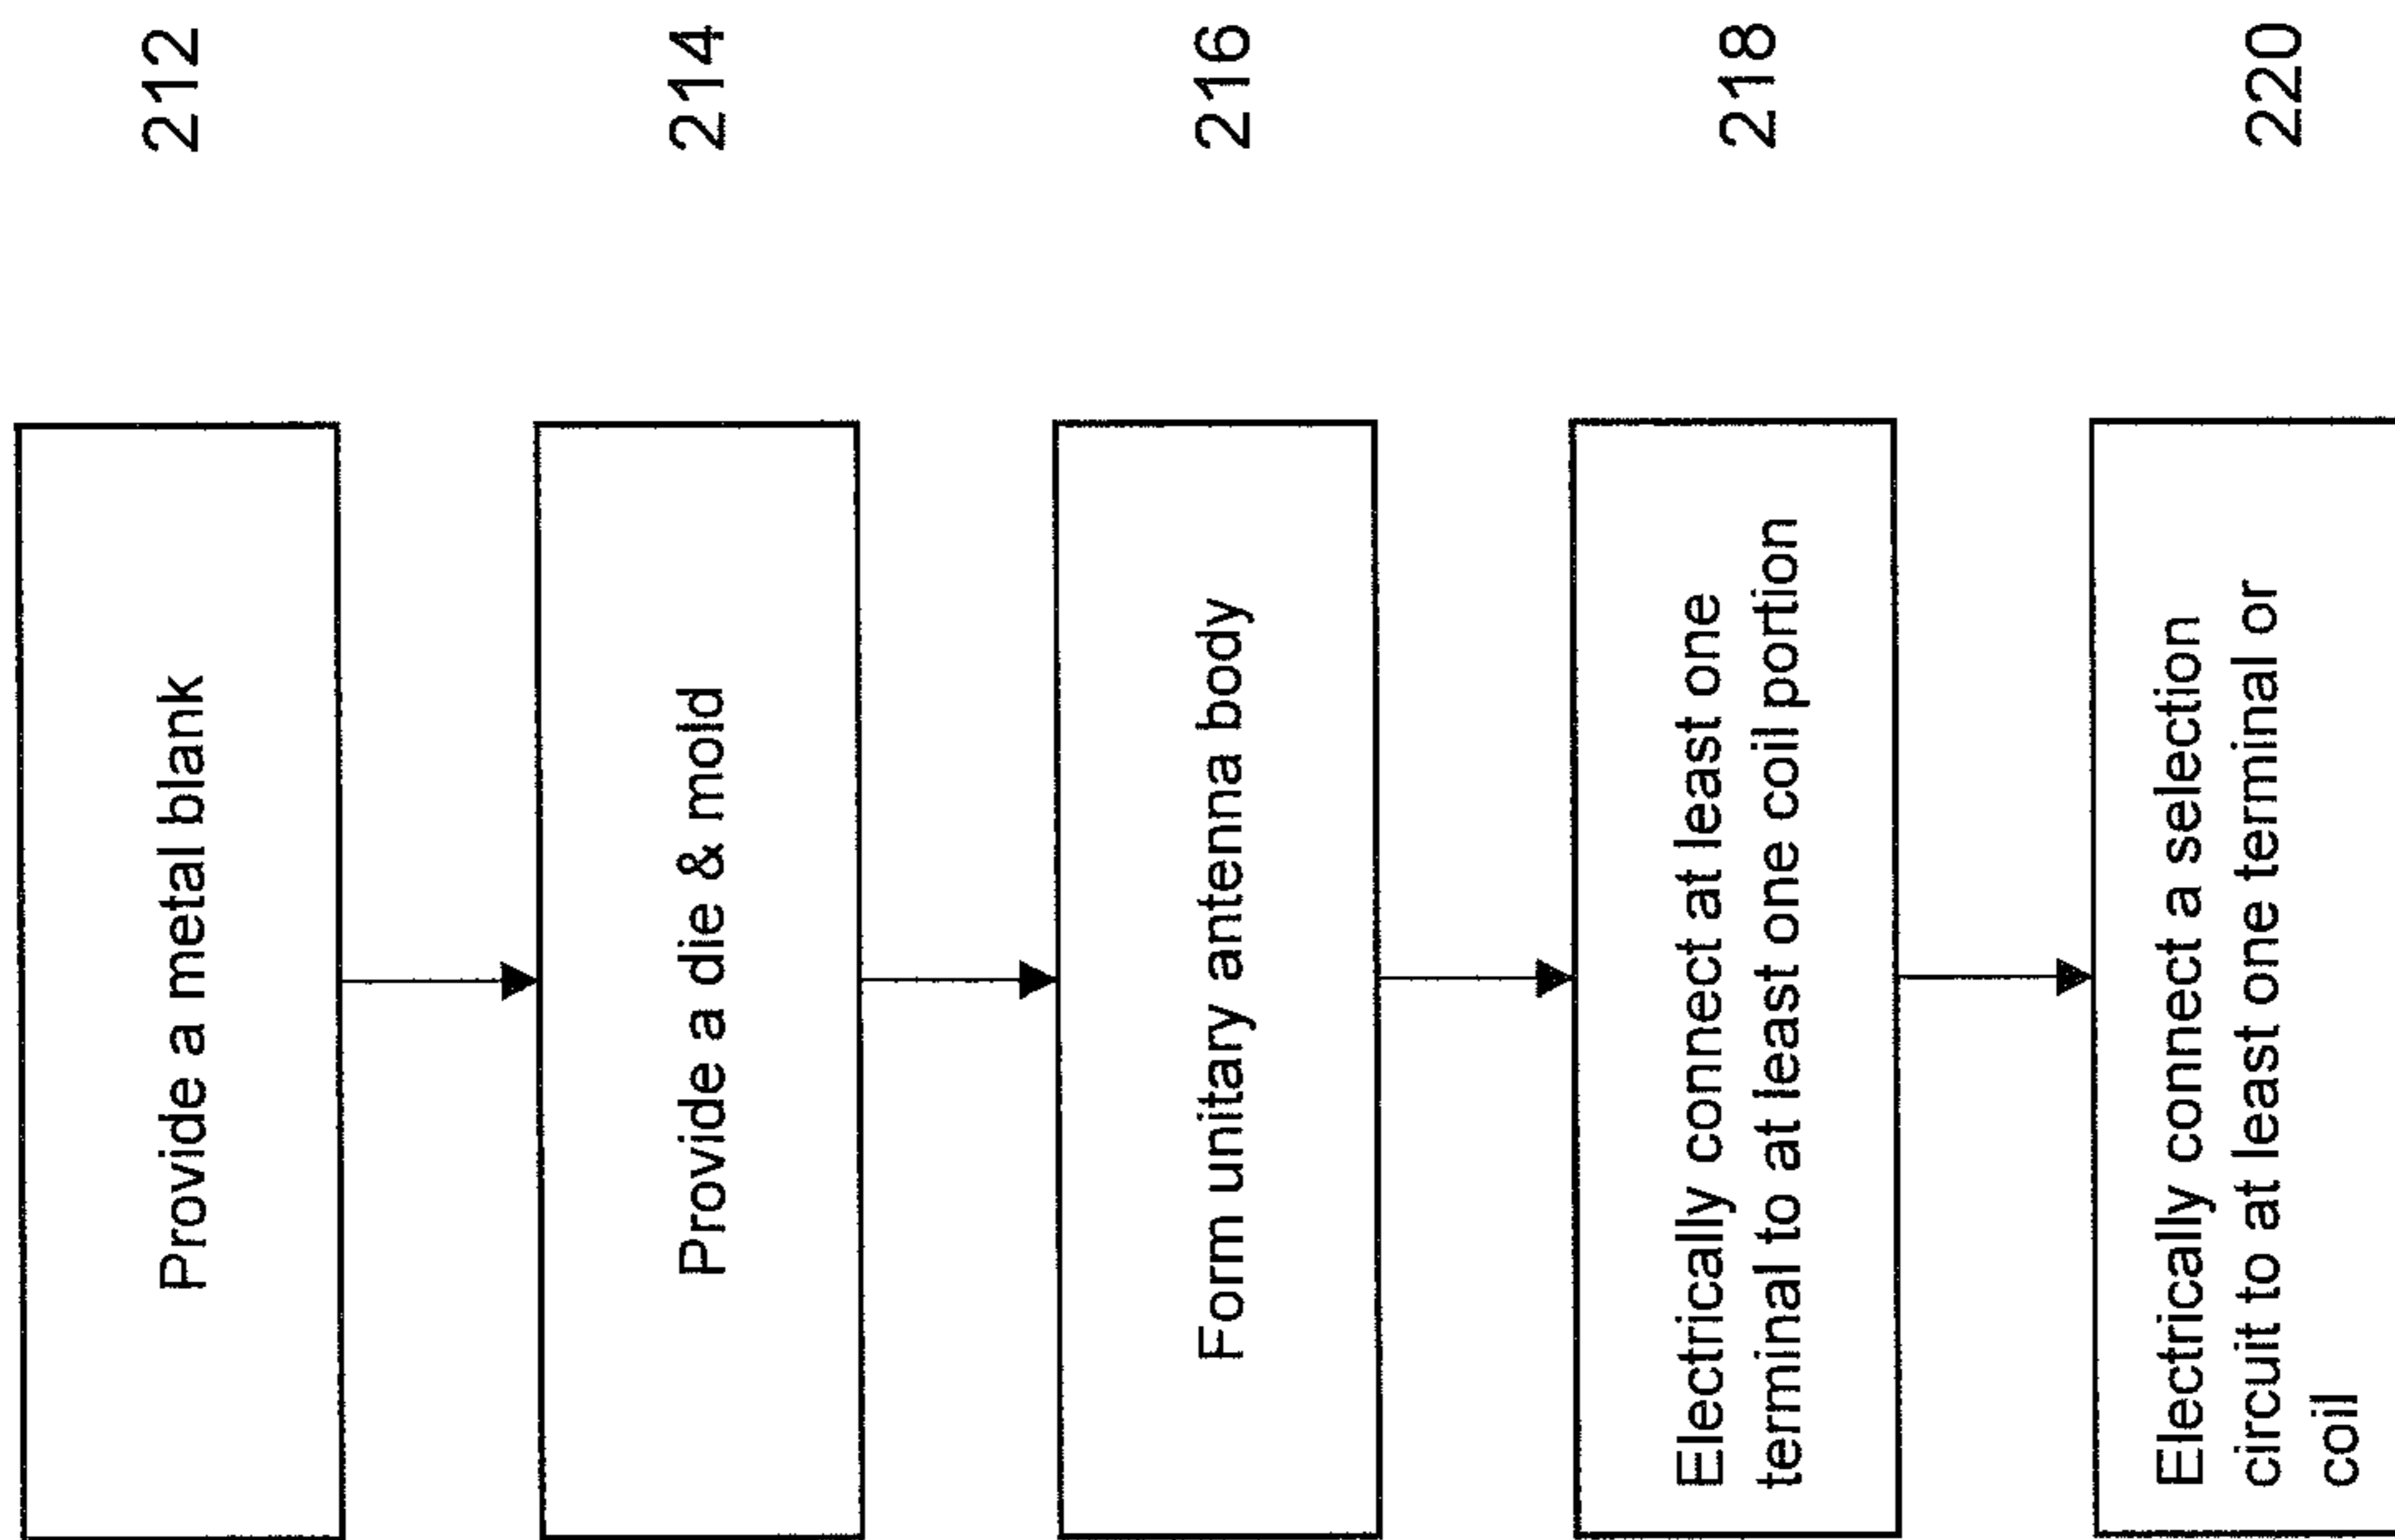 Provide a metal blank
212
Provide a die & mold
214
Form unitary antenna body
216
Electrically connect at least one
terminal to at least one coil portion
218
Electrically connect a selection
circuit to at least one terminal or
coil
220